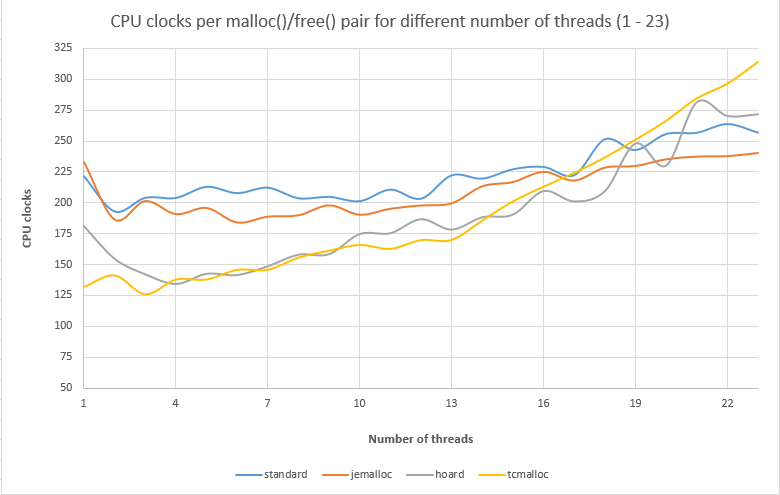 CPU clocks per malloc()/free() pair for different number of threads (1 - 23)
325
300
275
250
225
200
175
150
125
100
75
50
CPU clocks
1 4 7 10 13 16 19 22
Number of threads
standard jemalloc hoard tcmalloc